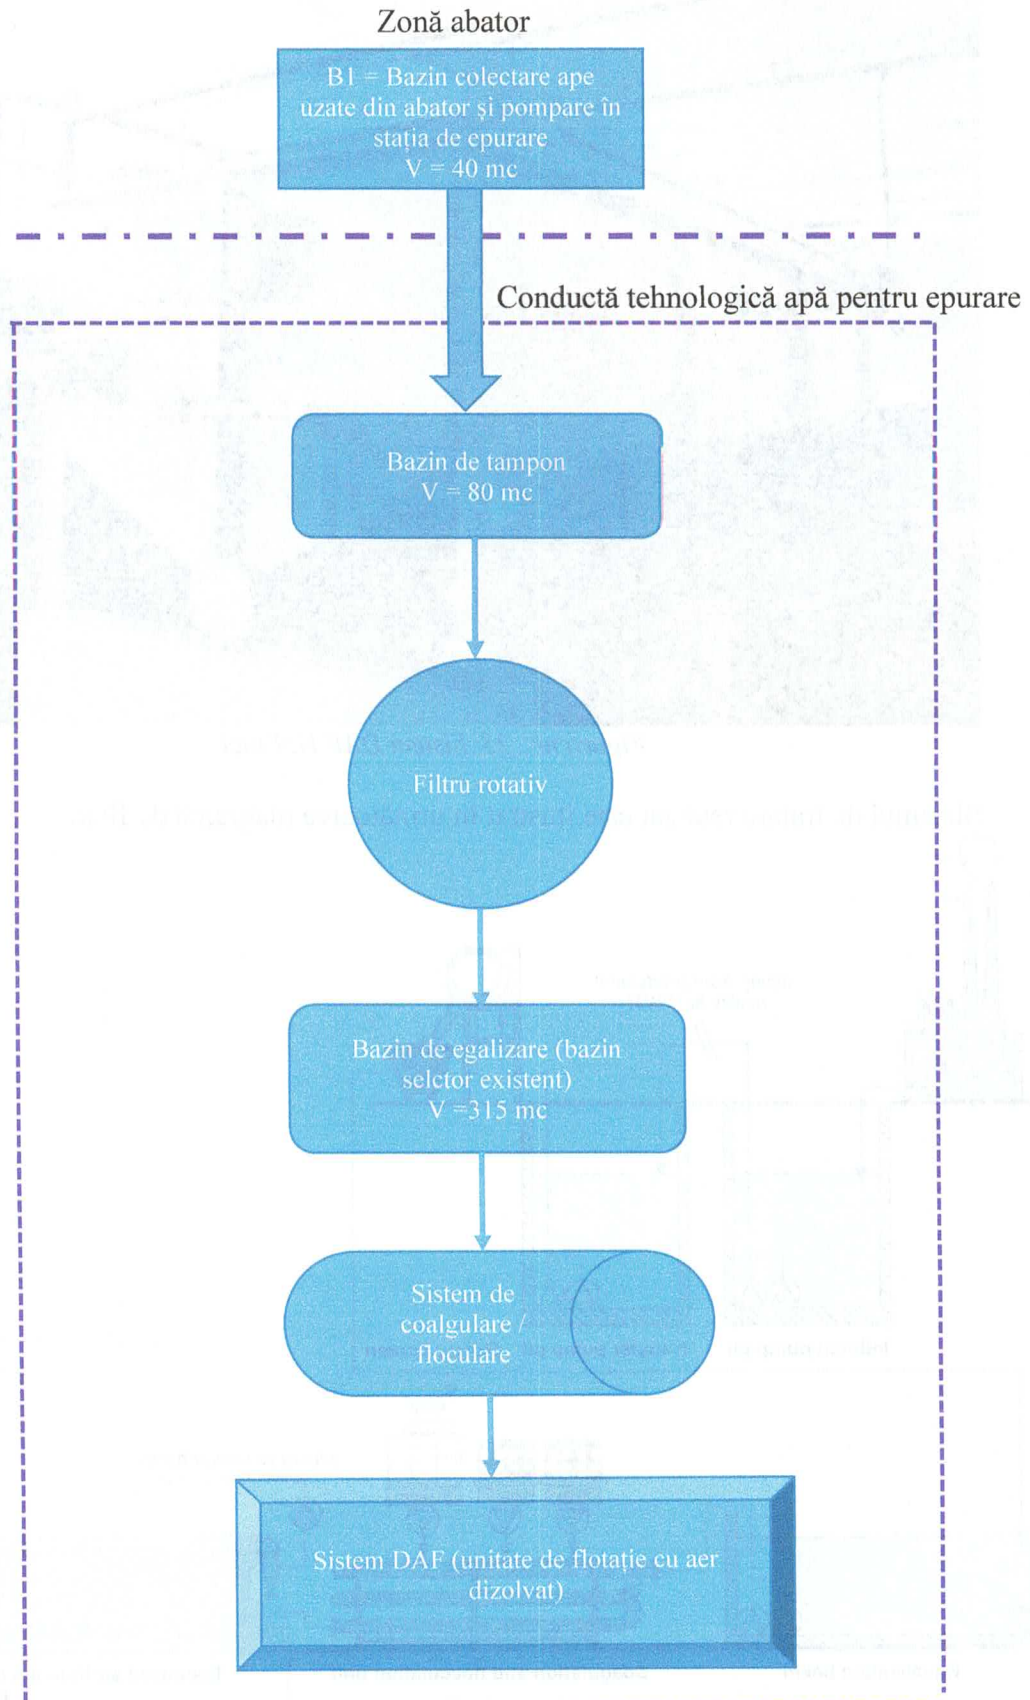 Zonă abator
B1 = Bazin colectare ape
uzate din abator și pompare în
stația de epurare
V = 40 mc
Conductă tehnologică apă pentru epurare
Bazin de tampon
V = 80 mc
Filtru rotativ
Bazin de egalizare (bazin
selctor existent)
V =315 mc
Sistem de
coalgulare /
floculare
Sistem DAF (unitate de flotație cu aer
dizolvat)